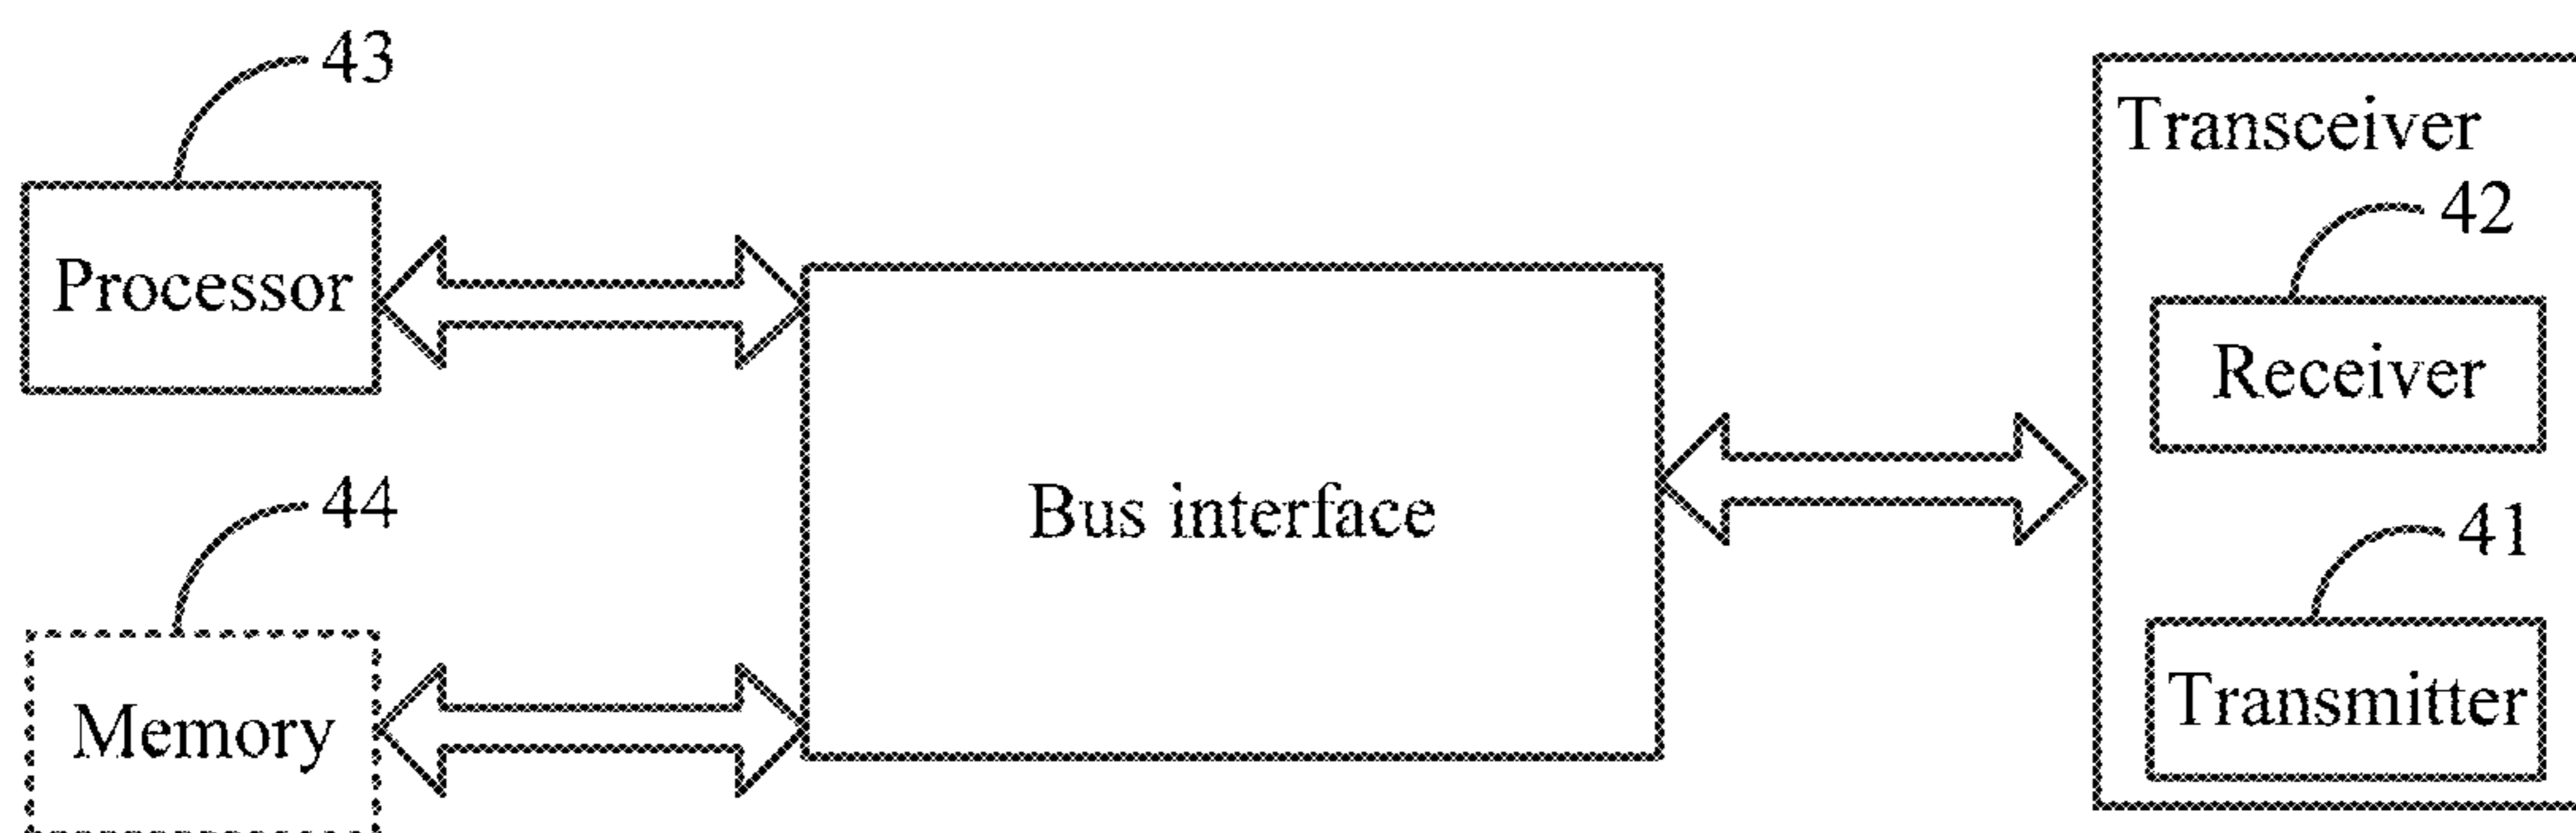 43
Processor
44
Memory
Bus interface
Transceiver
42
Receiver
41
Transmitter